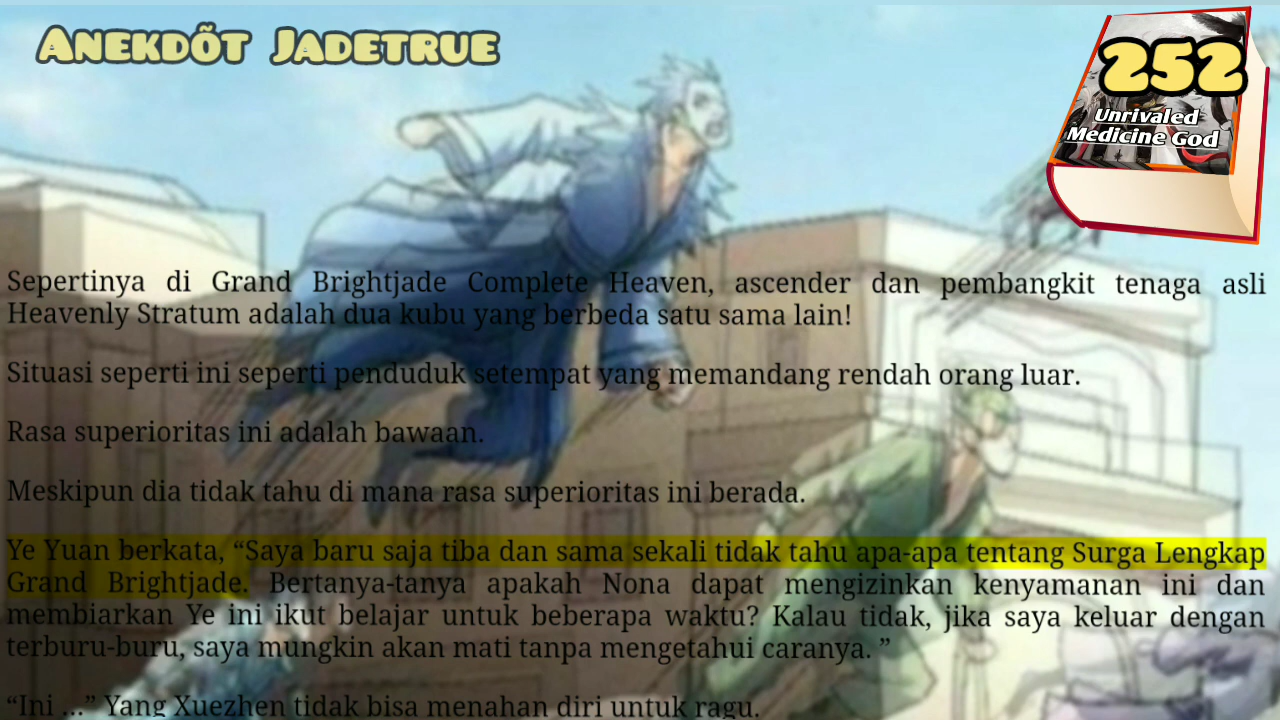 Anekdõt Jadetrue
252
Unrivaled
Medicine God
Sepertinya di Grand Brightjade Complete Heaven, ascender dan pembangkit tenaga asli
Heavenly Stratum adalah dua kubu yang berbeda satu sama lain!
Situasi seperti ini seperti penduduk setempat yang memandang rendah orang luar.
Rasa superioritas ini adalah bawaan.
Meskipun dia tidak tahu di mana rasa superioritas ini berada.
Ye Yuan berkata, “Saya baru saja tiba dan sama sekali tidak tahu apa-apa tentang Surga Lengkap
Grand Brightjade. Bertanya-tanya apakah Nona dapat mengizinkan kenyamanan ini dan
membiarkan Ye ini ikut belajar untuk beberapa waktu? Kalau tidak, jika saya keluar dengan
terburu-buru, saya mungkin akan mati tanpa mengetahui caranya. ”
“Ini ...” Yang Xuezhen tidak bisa menahan diri untuk ragu.